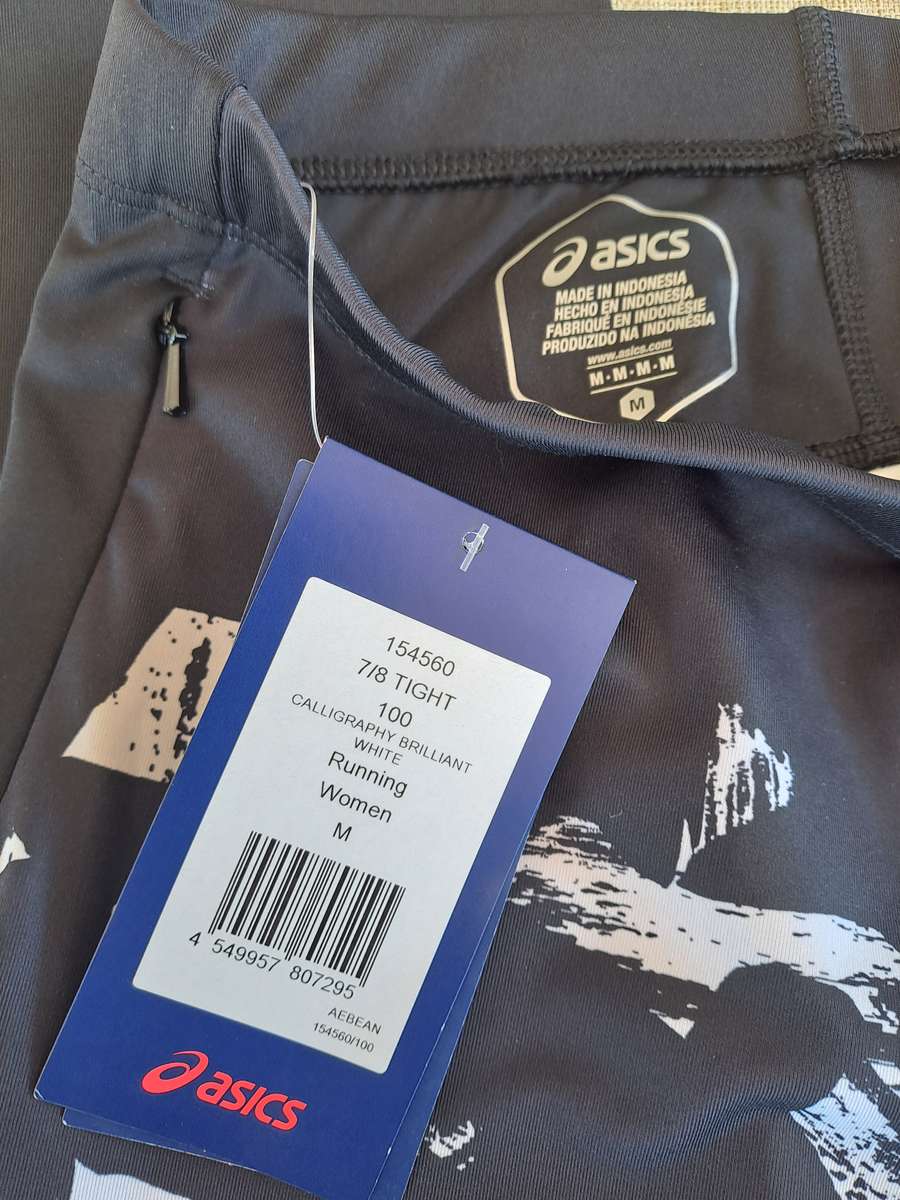 asics
MADE IN INDONESIA
HECHO EN INDONESIA
FABRIQUÉ EN INDONÉSIE
PRODUZIDO NA INDONÉSIA
www.asics.com
M·M·M·M
M
154560
7/8 TIGHT
100
CALLIGRAPHY BRILLIANT
WHITE
Running
Women
M
4 549957 807295
AEBEAN
154560/100
asics